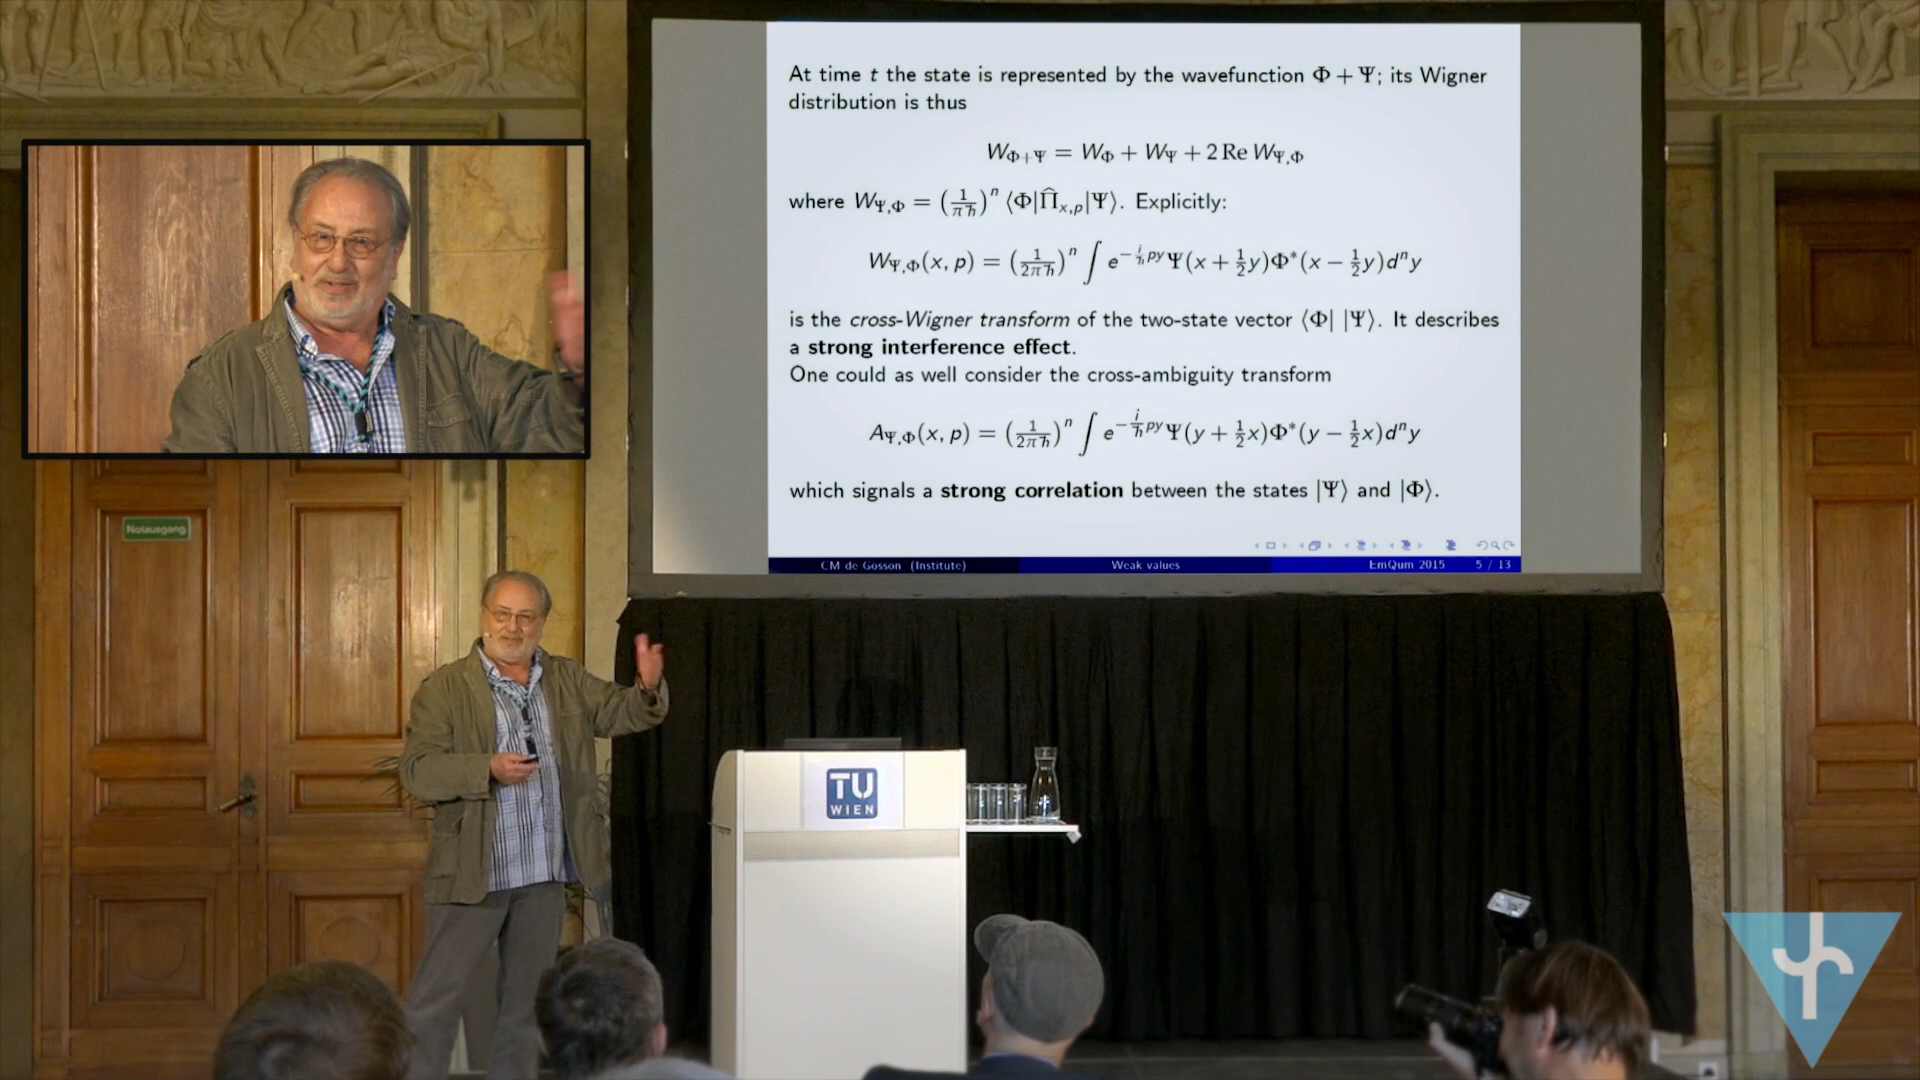 At time t the state is represented by the wavefunction Φ + Ψ; its Wigner
distribution is thus
W_{Φ+Ψ} = W_Φ + W_Ψ + 2 Re W_{Ψ,Φ}
where W_{Ψ,Φ} = (1/πħ)^n ⟨Φ|Π̂_{x,p}|Ψ⟩. Explicitly:
W_{Ψ,Φ}(x, p) = (1/2πħ)^n ∫ e^{-i/ħ py} Ψ(x + 1/2y)Φ*(x − 1/2y)d^n y
is the cross-Wigner transform of the two-state vector ⟨Φ| |Ψ⟩. It describes
a strong interference effect.
One could as well consider the cross-ambiguity transform
A_{Ψ,Φ}(x, p) = (1/2πħ)^n ∫ e^{-i/ħ py} Ψ(y + 1/2x)Φ*(y − 1/2x)d^n y
which signals a strong correlation between the states |Ψ⟩ and |Φ⟩.
CM de Gosson (Institute) Weak values EmQum 2015 5 / 13
Notausgang
TU
WIEN